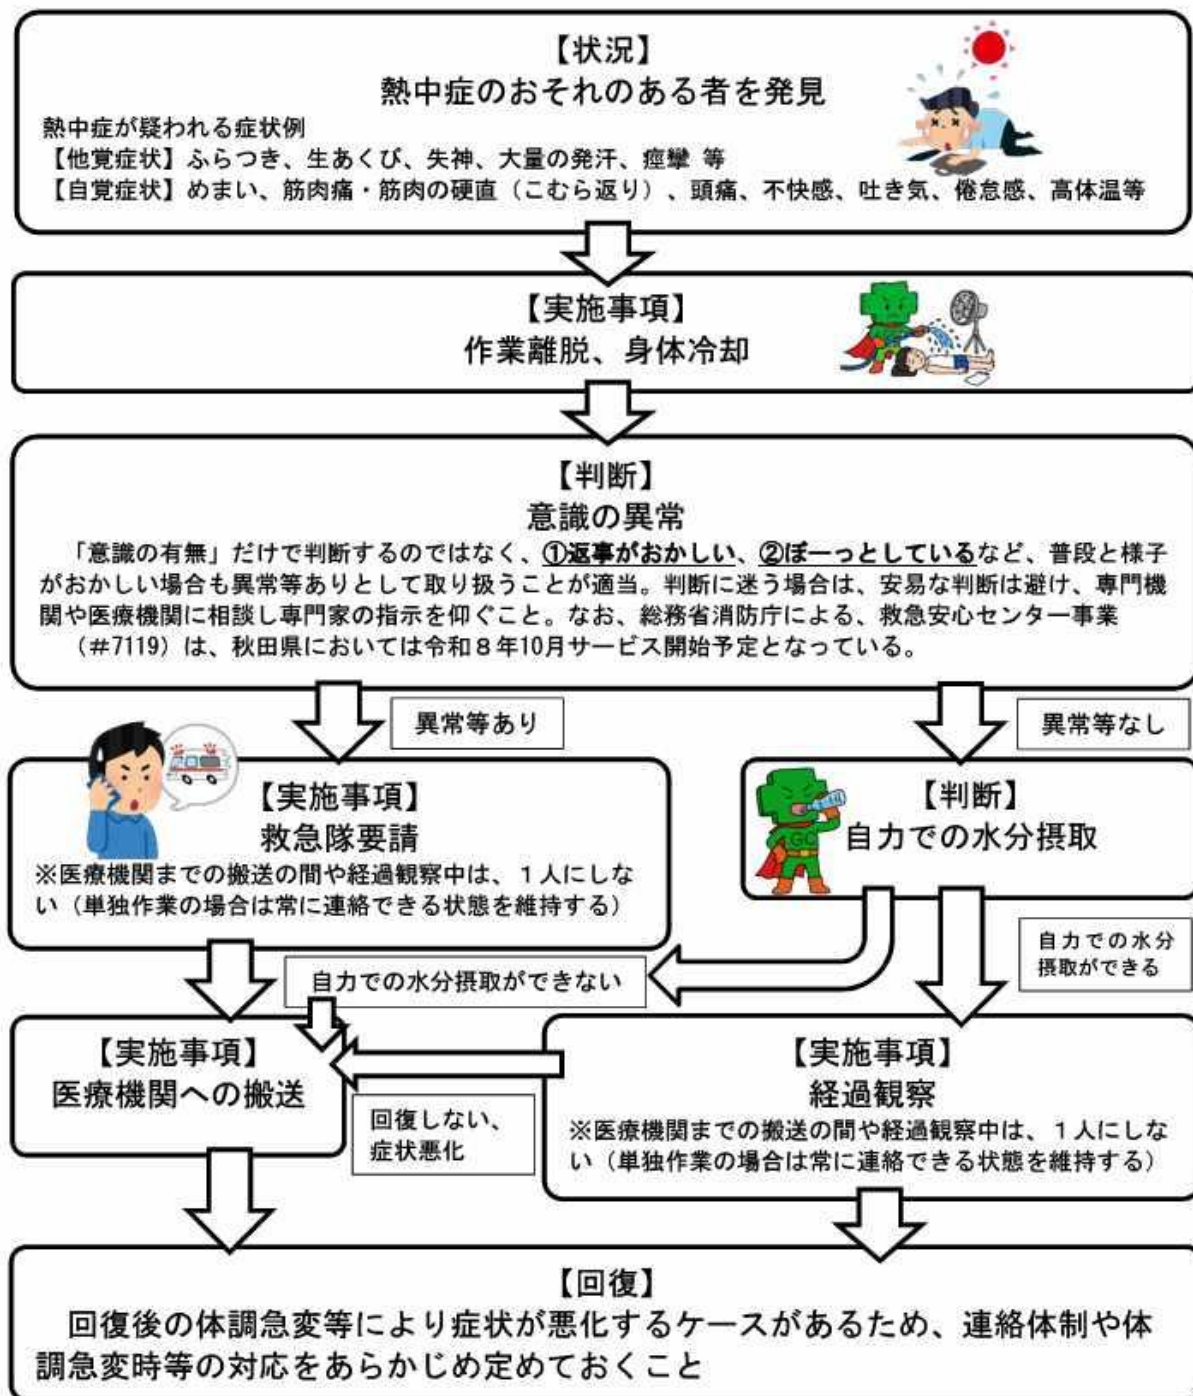 【状況】
熱中症のおそれのある者を発見
熱中症が疑われる症状例
【他覚症状】ふらつき、生あくび、失神、大量の発汗、痙攣 等
【自覚症状】めまい、筋肉痛・筋肉の硬直（こむら返り）、頭痛、不快感、吐き気、倦怠感、高体温等
【実施事項】
作業離脱、身体冷却
【判断】
意識の異常
「意識の有無」だけで判断するのではなく、①返事がおかしい、②ぼーっとしているなど、普段と様子
がおかしい場合も異常等ありとして取り扱うことが適当。判断に迷う場合は、安易な判断は避け、専門機
関や医療機関に相談し専門家の指示を仰ぐこと。なお、総務省消防庁による、救急安心センター事業
（＃7119）は、秋田県においては令和８年10月サービス開始予定となっている。
異常等あり
異常等なし
【実施事項】
救急隊要請
※医療機関までの搬送の間や経過観察中は、１人にしな
い（単独作業の場合は常に連絡できる状態を維持する）
【判断】
自力での水分摂取
GC
自力での水分
摂取ができる
自力での水分摂取ができない
【実施事項】
医療機関への搬送
回復しない、
症状悪化
【実施事項】
経過観察
※医療機関までの搬送の間や経過観察中は、１人にしな
い（単独作業の場合は常に連絡できる状態を維持する）
【回復】
回復後の体調急変等により症状が悪化するケースがあるため、連絡体制や体
調急変時等の対応をあらかじめ定めておくこと